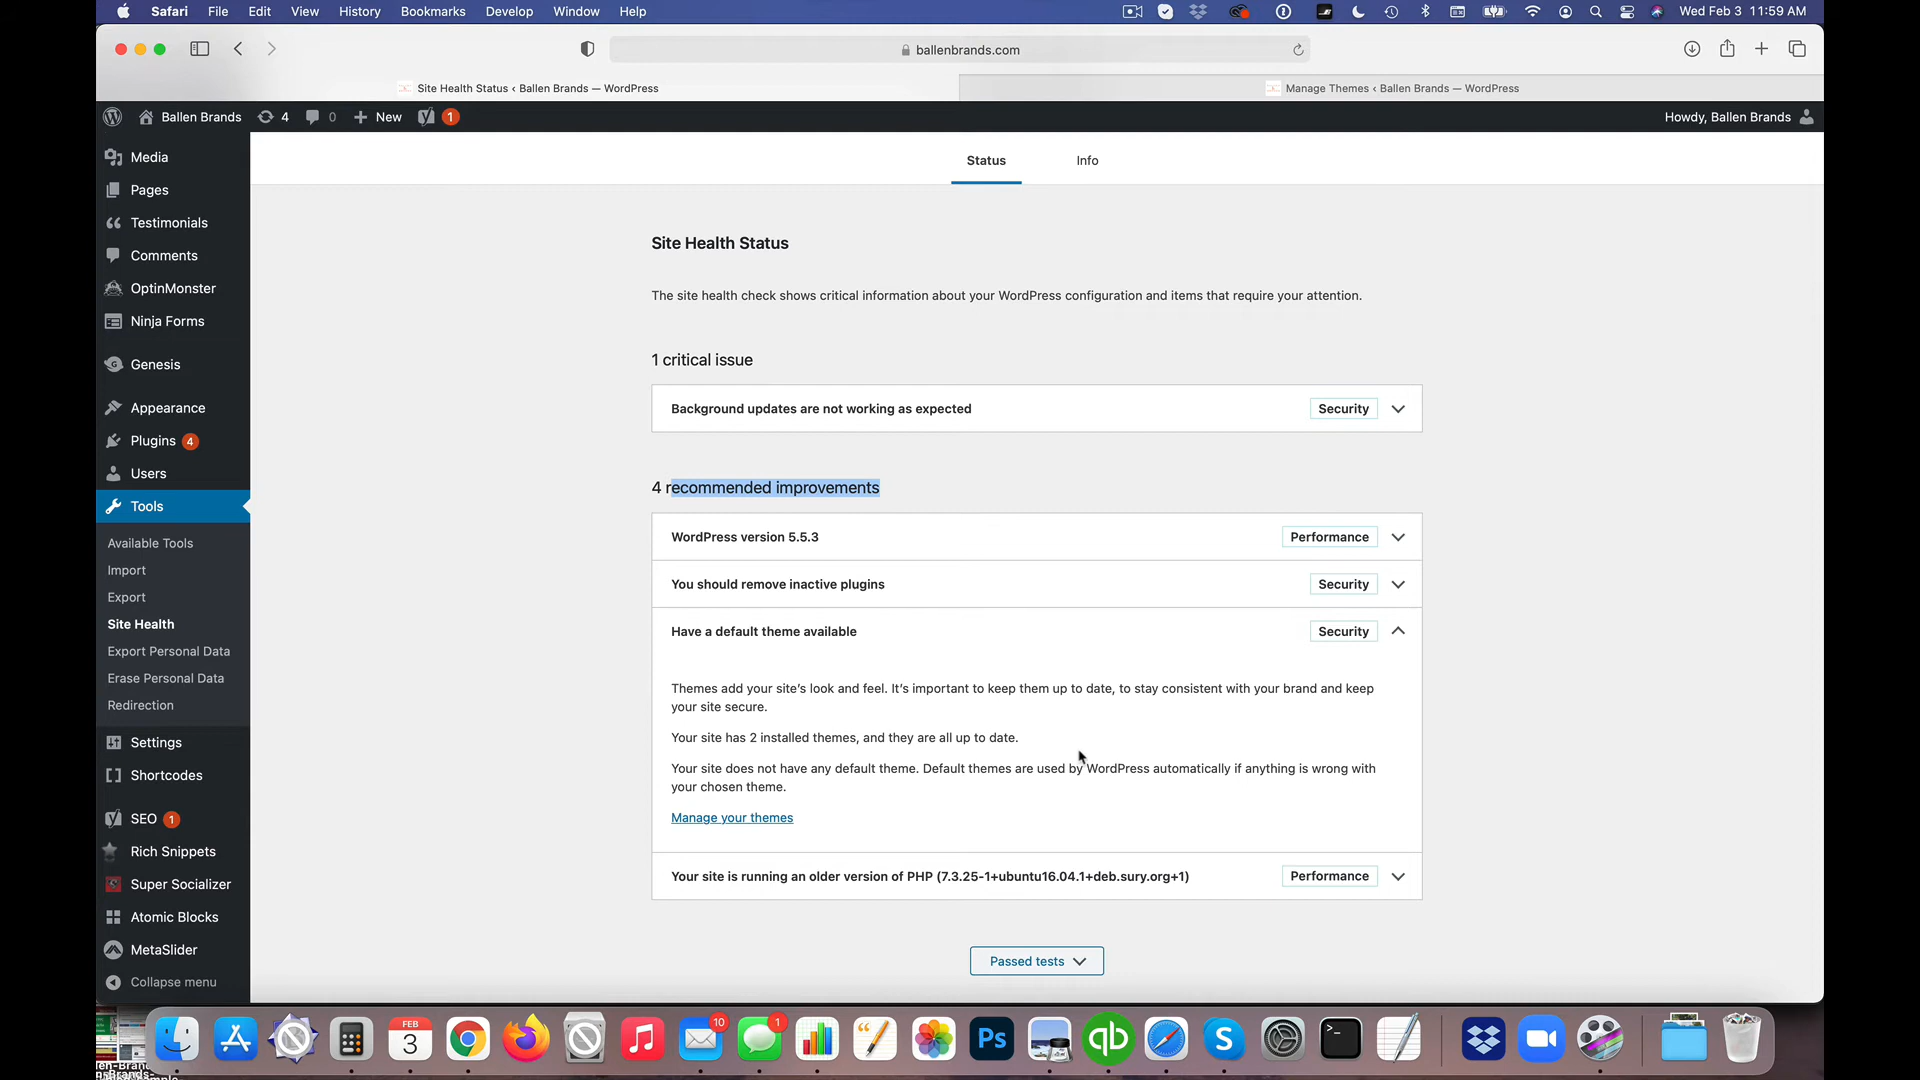 Safari File Edit View History Bookmarks Develop Window Help Wed Feb 3 11:59 AM
ballenbrands.com
Site Health Status ‹ Ballen Brands — WordPress
Manage Themes ‹ Ballen Brands — WordPress
Ballen Brands 4 0 New 1 Howdy, Ballen Brands
Media
Pages
Testimonials
Comments
OptinMonster
Ninja Forms
Genesis
Appearance
Plugins 4
Users
Tools
Available Tools
Import
Export
Site Health
Export Personal Data
Erase Personal Data
Redirection
Settings
Shortcodes
SEO 1
Rich Snippets
Super Socializer
Atomic Blocks
MetaSlider
Collapse menu
Status Info
Site Health Status
The site health check shows critical information about your WordPress configuration and items that require your attention.
1 critical issue
Background updates are not working as expected Security
4 recommended improvements
WordPress version 5.5.3 Performance
You should remove inactive plugins Security
Have a default theme available Security
Themes add your site’s look and feel. It’s important to keep them up to date, to stay consistent with your brand and keep
your site secure.
Your site has 2 installed themes, and they are all up to date.
Your site does not have any default theme. Default themes are used by WordPress automatically if anything is wrong with
your chosen theme.
Manage your themes
Your site is running an older version of PHP (7.3.25-1+ubuntu16.04.1+deb.sury.org+1) Performance
Passed tests
FEB
3
10
1
Ps
qb